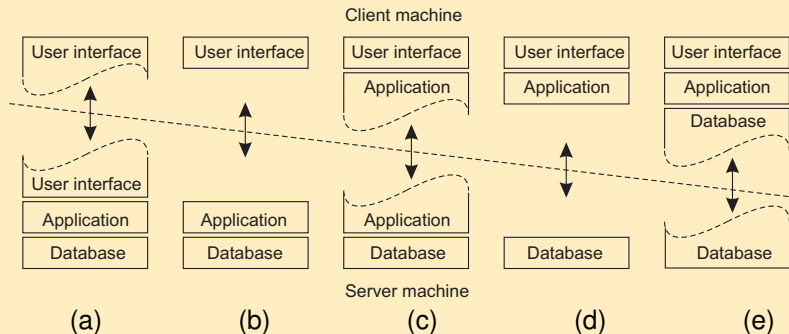 Client machine
User interface User interface User interface User interface User interface
Application Application Application
Database
User interface
Application Application Application
Database Database Database Database Database
Server machine
(a) (b) (c) (d) (e)